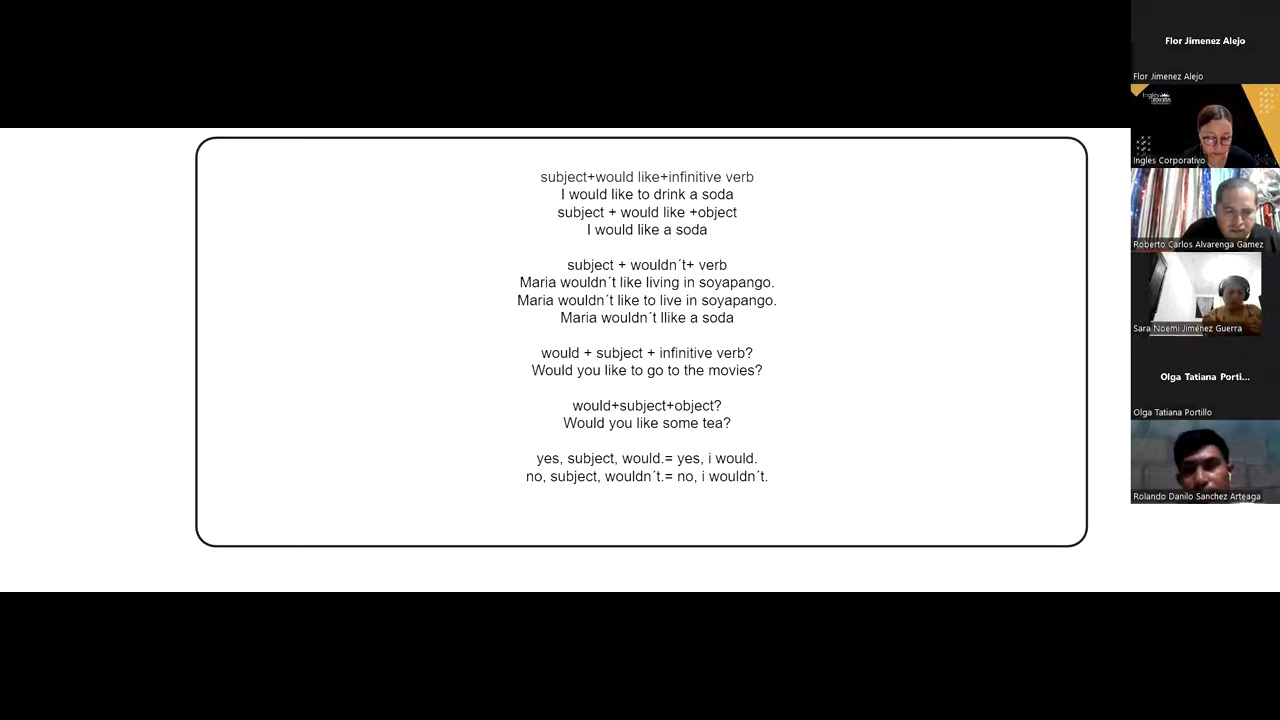 subject+would like+infinitive verb
I would like to drink a soda
subject + would like +object
I would like a soda
subject + wouldn´t+ verb
Maria wouldn´t like living in soyapango.
Maria wouldn´t like to live in soyapango.
Maria wouldn´t llike a soda
would + subject + infinitive verb?
Would you like to go to the movies?
would+subject+object?
Would you like some tea?
yes, subject, would.= yes, i would.
no, subject, wouldn´t.= no, i wouldn´t.
Flor Jimenez Alejo
Flor Jimenez Alejo
Ingles Corporativo
Roberto Carlos Alvarenga Gamez
Sara Noemi Jiménez Guerra
Olga Tatiana Porti...
Olga Tatiana Portillo
Rolando Danilo Sanchez Arteaga